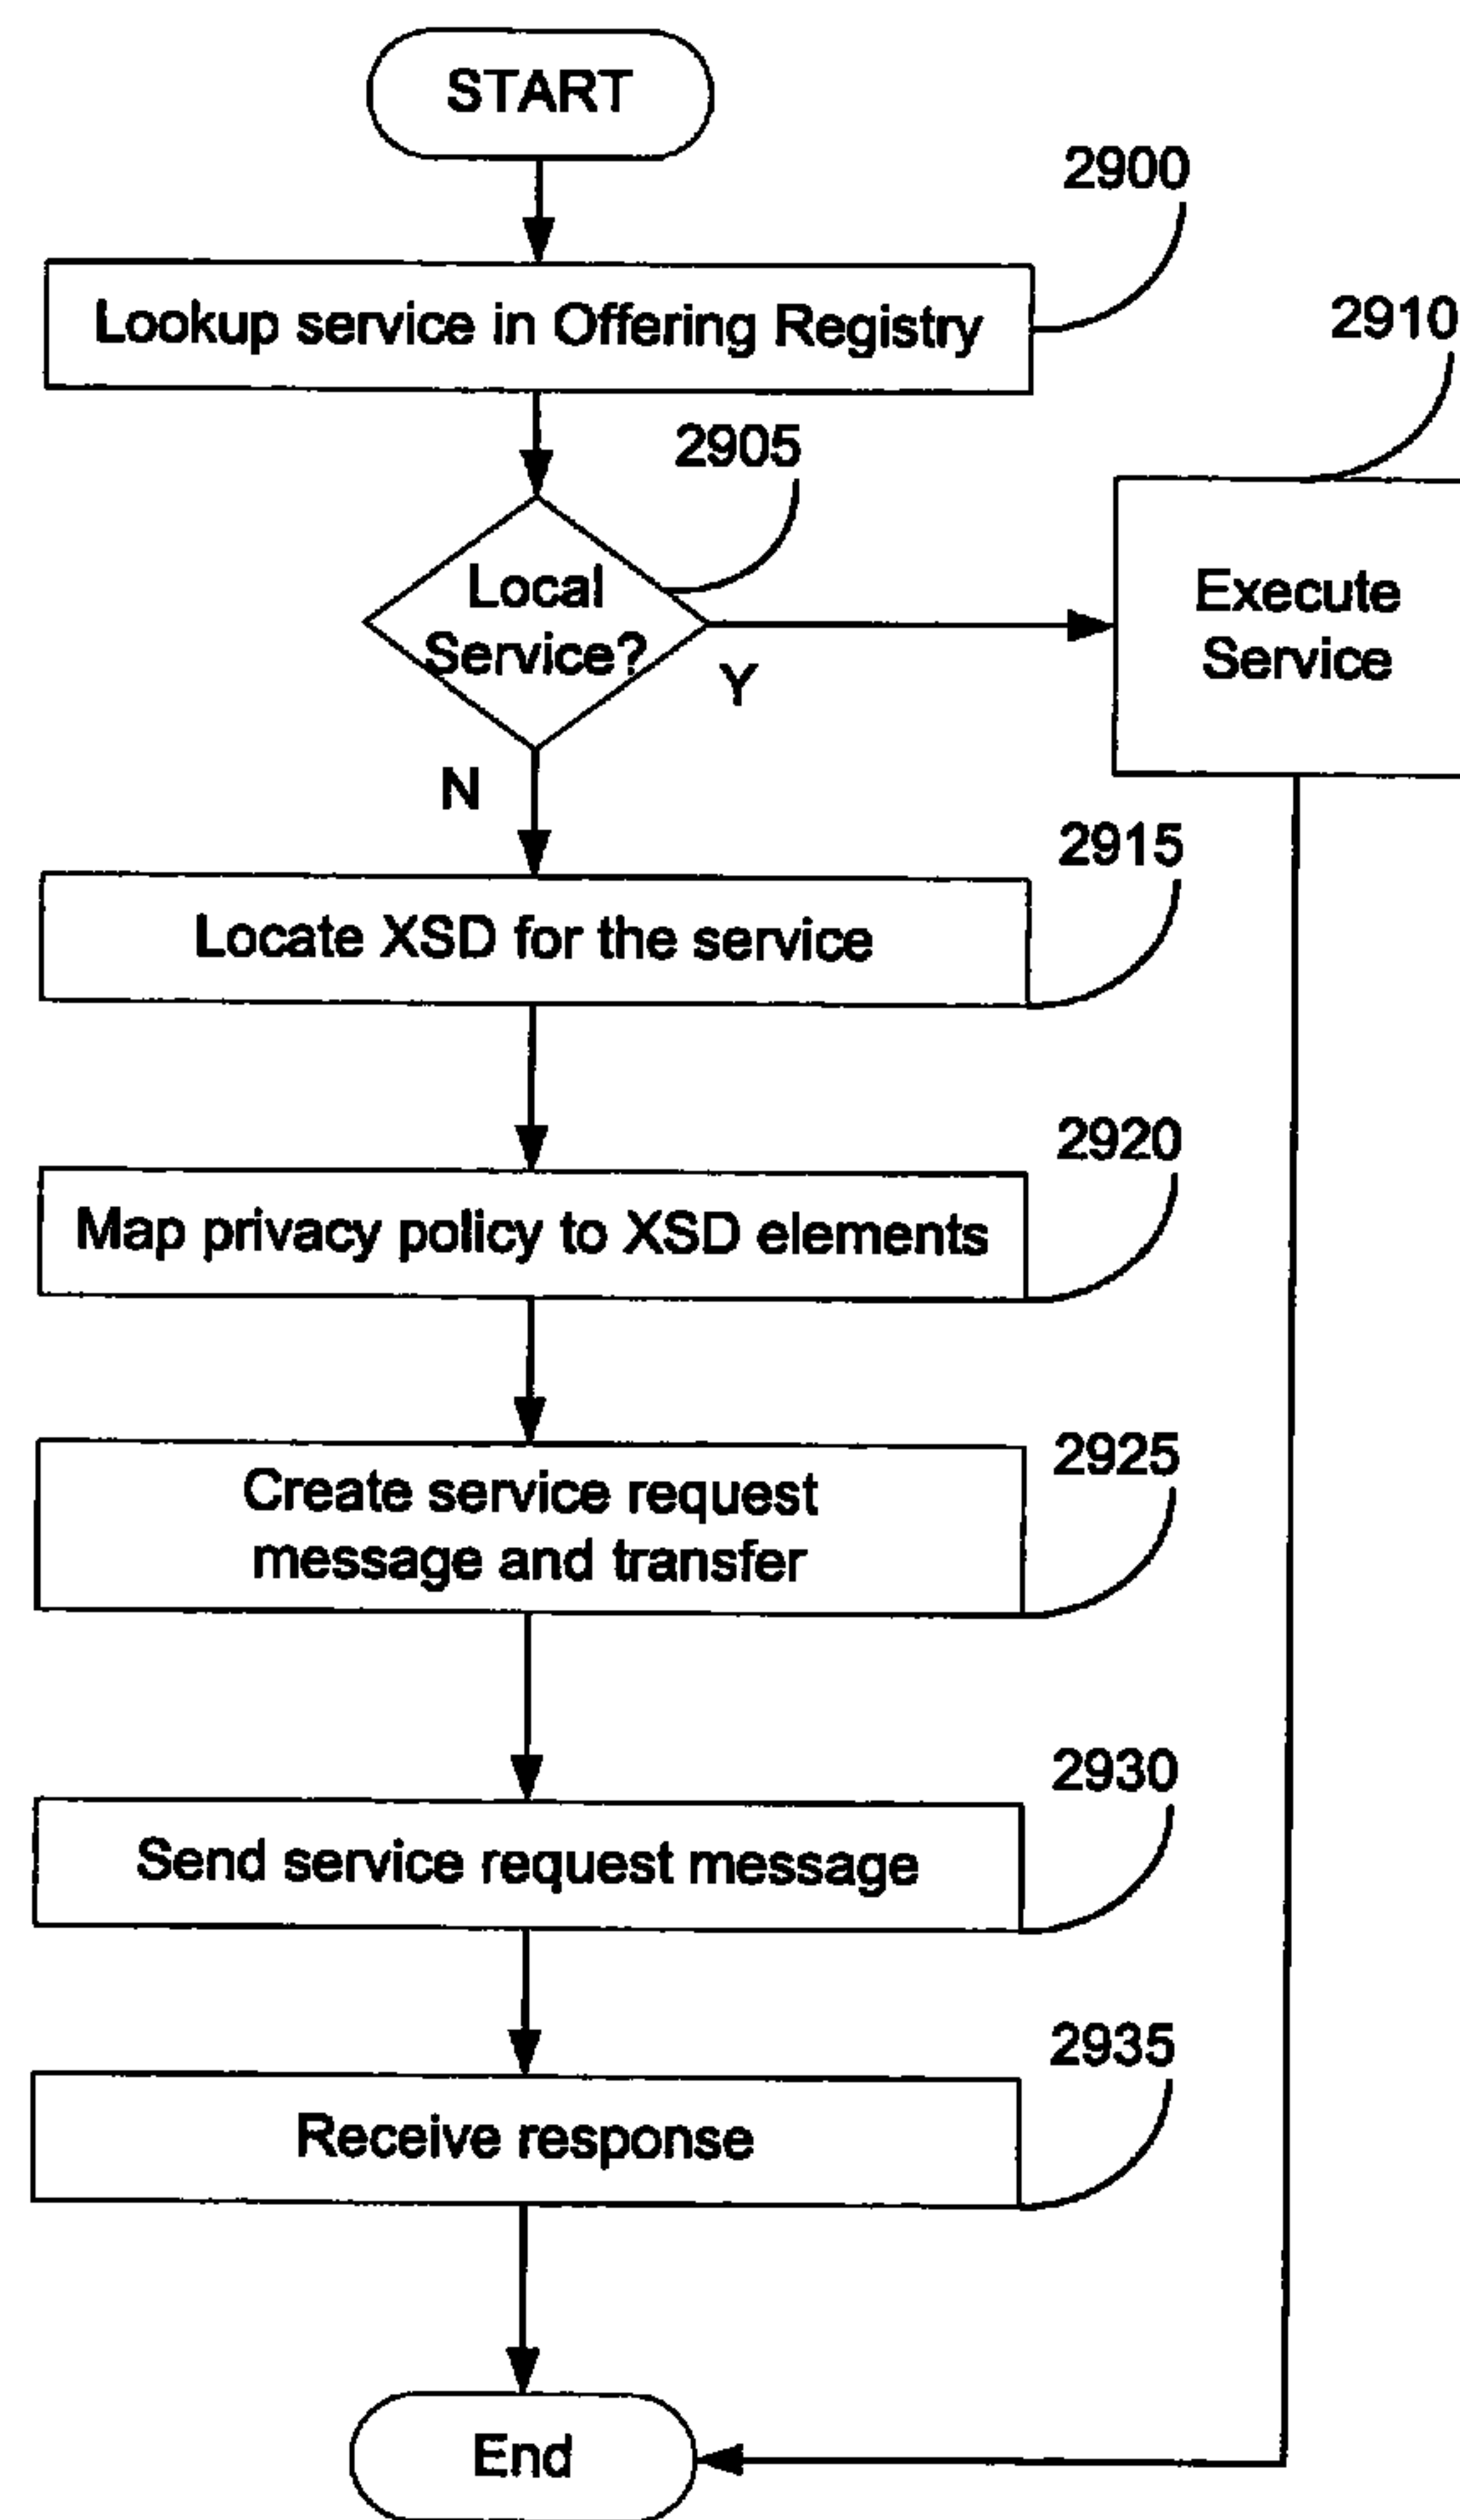 START
2900
Lookup service in Offering Registry
2910
2905
Local
Service?
Execute
Service
Y
N
2915
Locate XSD for the service
2920
Map privacy policy to XSD elements
2925
Create service request
message and transfer
2930
Send service request message
2935
Receive response
End